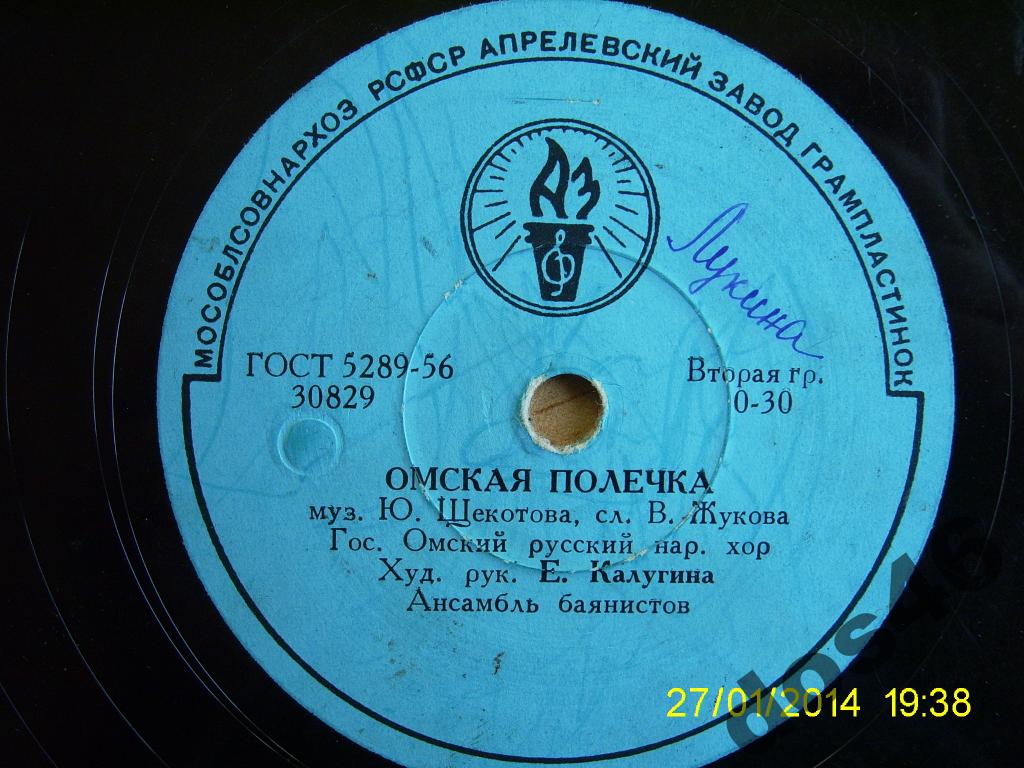 МОСОБЛСОВНАРХОЗ РСФСР АПРЕЛЕВСКИЙ ЗАВОД ГРАМПЛАСТИНОК
АЗ
Лукина
ГОСТ 5289-56
30829
Вторая гр.
0-30
ОМСКАЯ ПОЛЕЧКА
муз. Ю. Щекотова, сл. В. Жукова
Гос. Омский русский нар. хор
Худ. рук. Е. Калугина
Ансамбль баянистов
27/01/2014 19:38
dos46